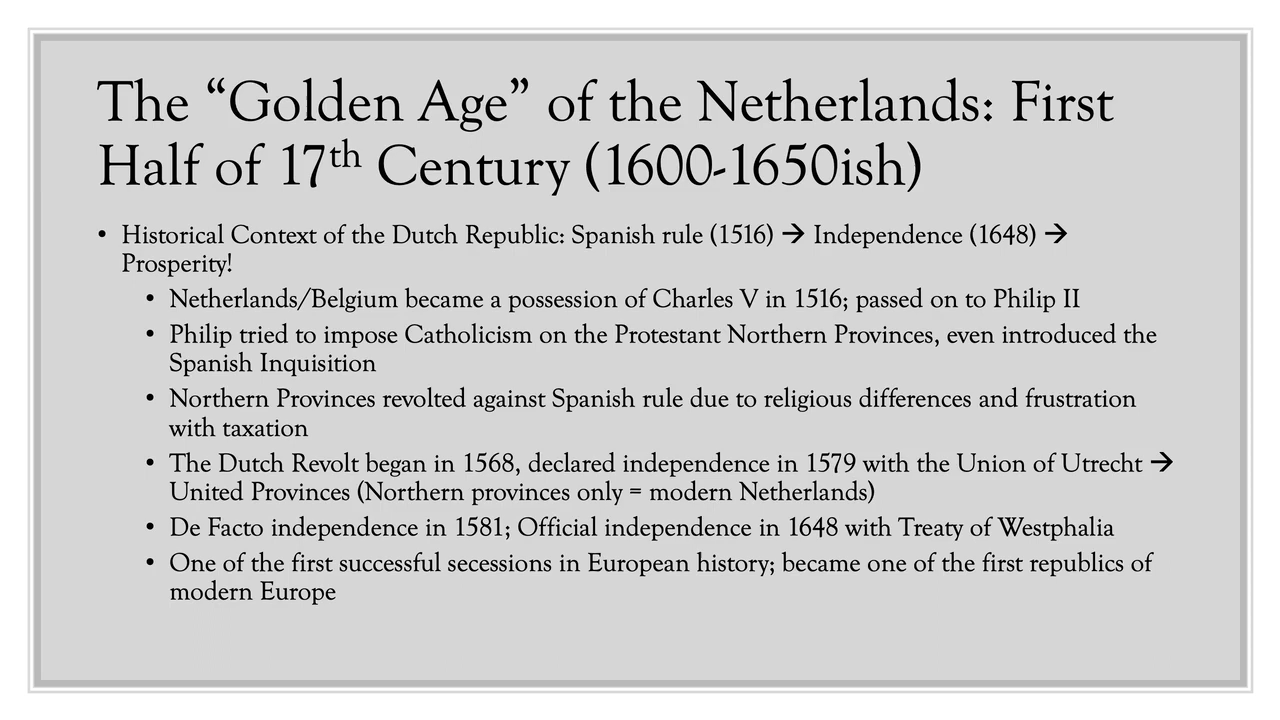 The “Golden Age” of the Netherlands: First
Half of 17th Century (1600-1650ish)
• Historical Context of the Dutch Republic: Spanish rule (1516) → Independence (1648) →
Prosperity!
• Netherlands/Belgium became a possession of Charles V in 1516; passed on to Philip II
• Philip tried to impose Catholicism on the Protestant Northern Provinces, even introduced the
Spanish Inquisition
• Northern Provinces revolted against Spanish rule due to religious differences and frustration
with taxation
• The Dutch Revolt began in 1568, declared independence in 1579 with the Union of Utrecht →
United Provinces (Northern provinces only = modern Netherlands)
• De Facto independence in 1581; Official independence in 1648 with Treaty of Westphalia
• One of the first successful secessions in European history; became one of the first republics of
modern Europe